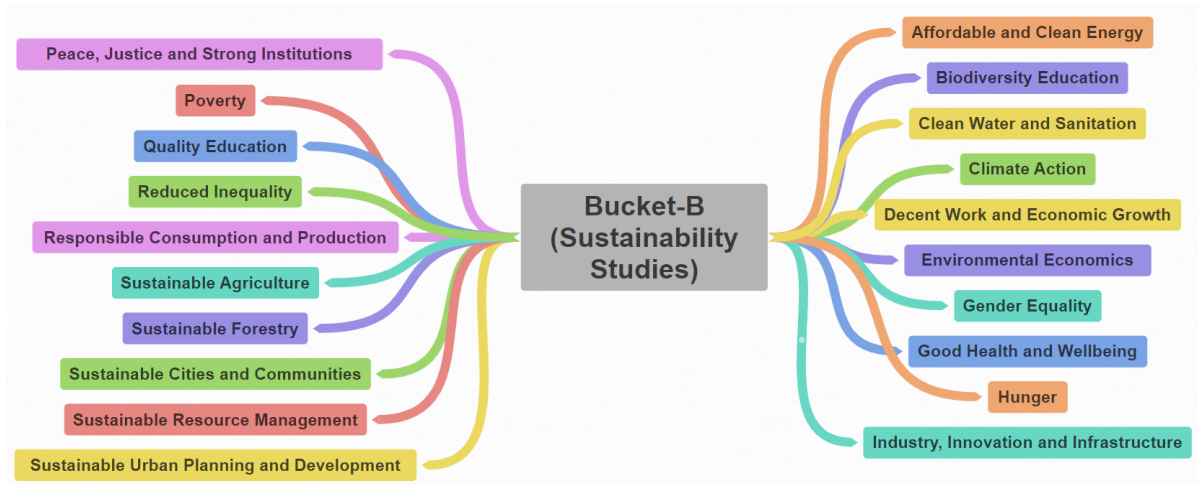 Peace, Justice and Strong Institutions
Poverty
Quality Education
Reduced Inequality
Responsible Consumption and Production
Sustainable Agriculture
Sustainable Forestry
Sustainable Cities and Communities
Sustainable Resource Management
Sustainable Urban Planning and Development
Bucket-B
(Sustainability
Studies)
Affordable and Clean Energy
Biodiversity Education
Clean Water and Sanitation
Climate Action
Decent Work and Economic Growth
Environmental Economics
Gender Equality
Good Health and Wellbeing
Hunger
Industry, Innovation and Infrastructure